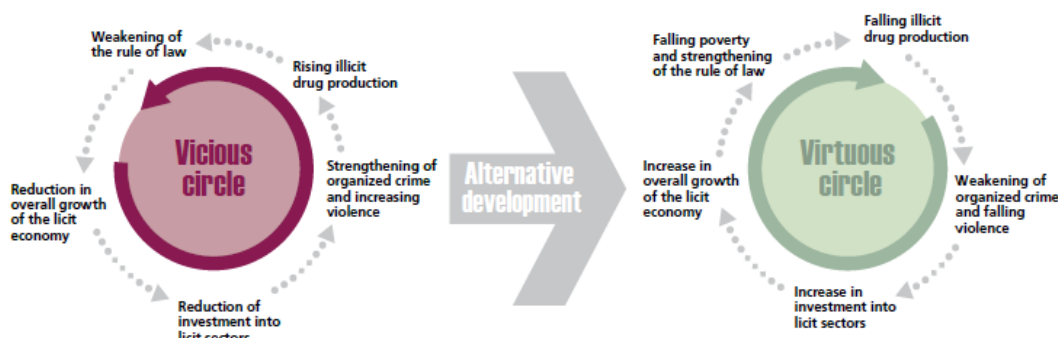 Weakening of
the rule of law
Rising illicit
drug production
Vicious
circle
Reduction in
overall growth
of the licit
economy
Strengthening of
organized crime
and increasing
violence
Reduction of
investment into
licit sectors
Alternative
development
Falling poverty
and strengthening
of the rule of law
Falling illicit
drug production
Virtuous
circle
Increase in
overall growth
of the licit
economy
Weakening of
organized crime
and falling
violence
Increase in
investment into
licit sectors